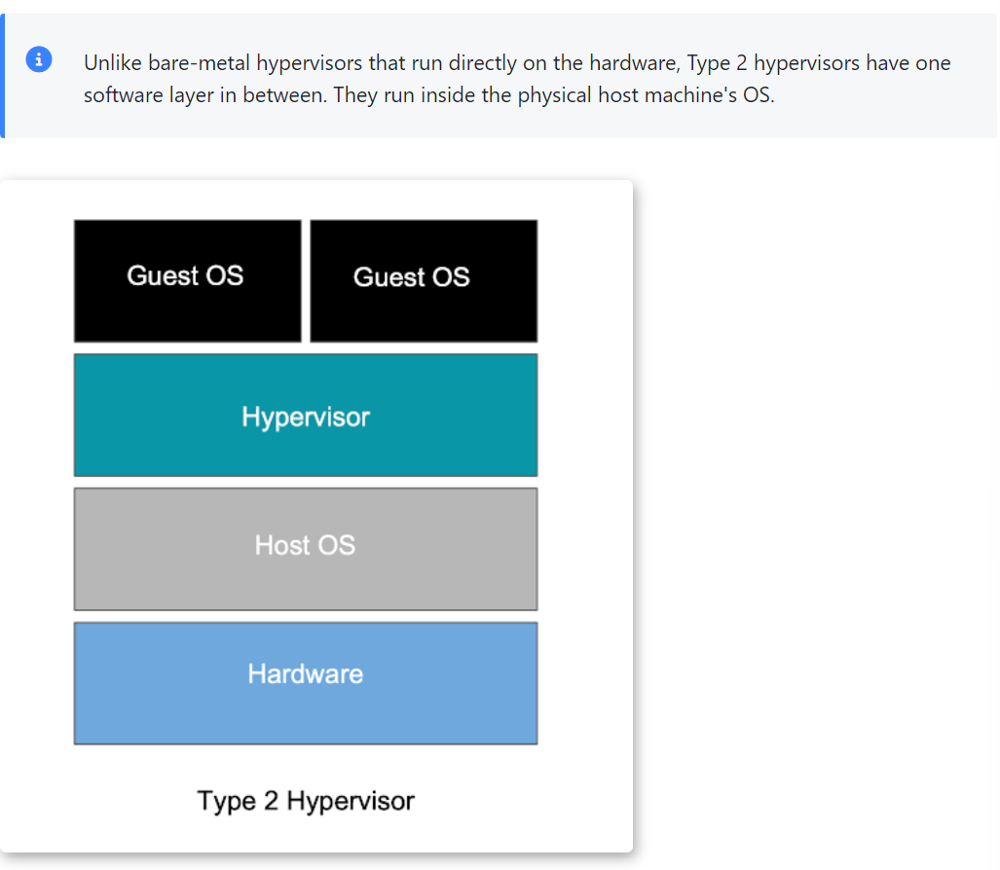 Unlike bare-metal hypervisors that run directly on the hardware, Type 2 hypervisors have one
software layer in between. They run inside the physical host machine's OS.
Guest OS
Guest OS
Hypervisor
Host OS
Hardware
Type 2 Hypervisor